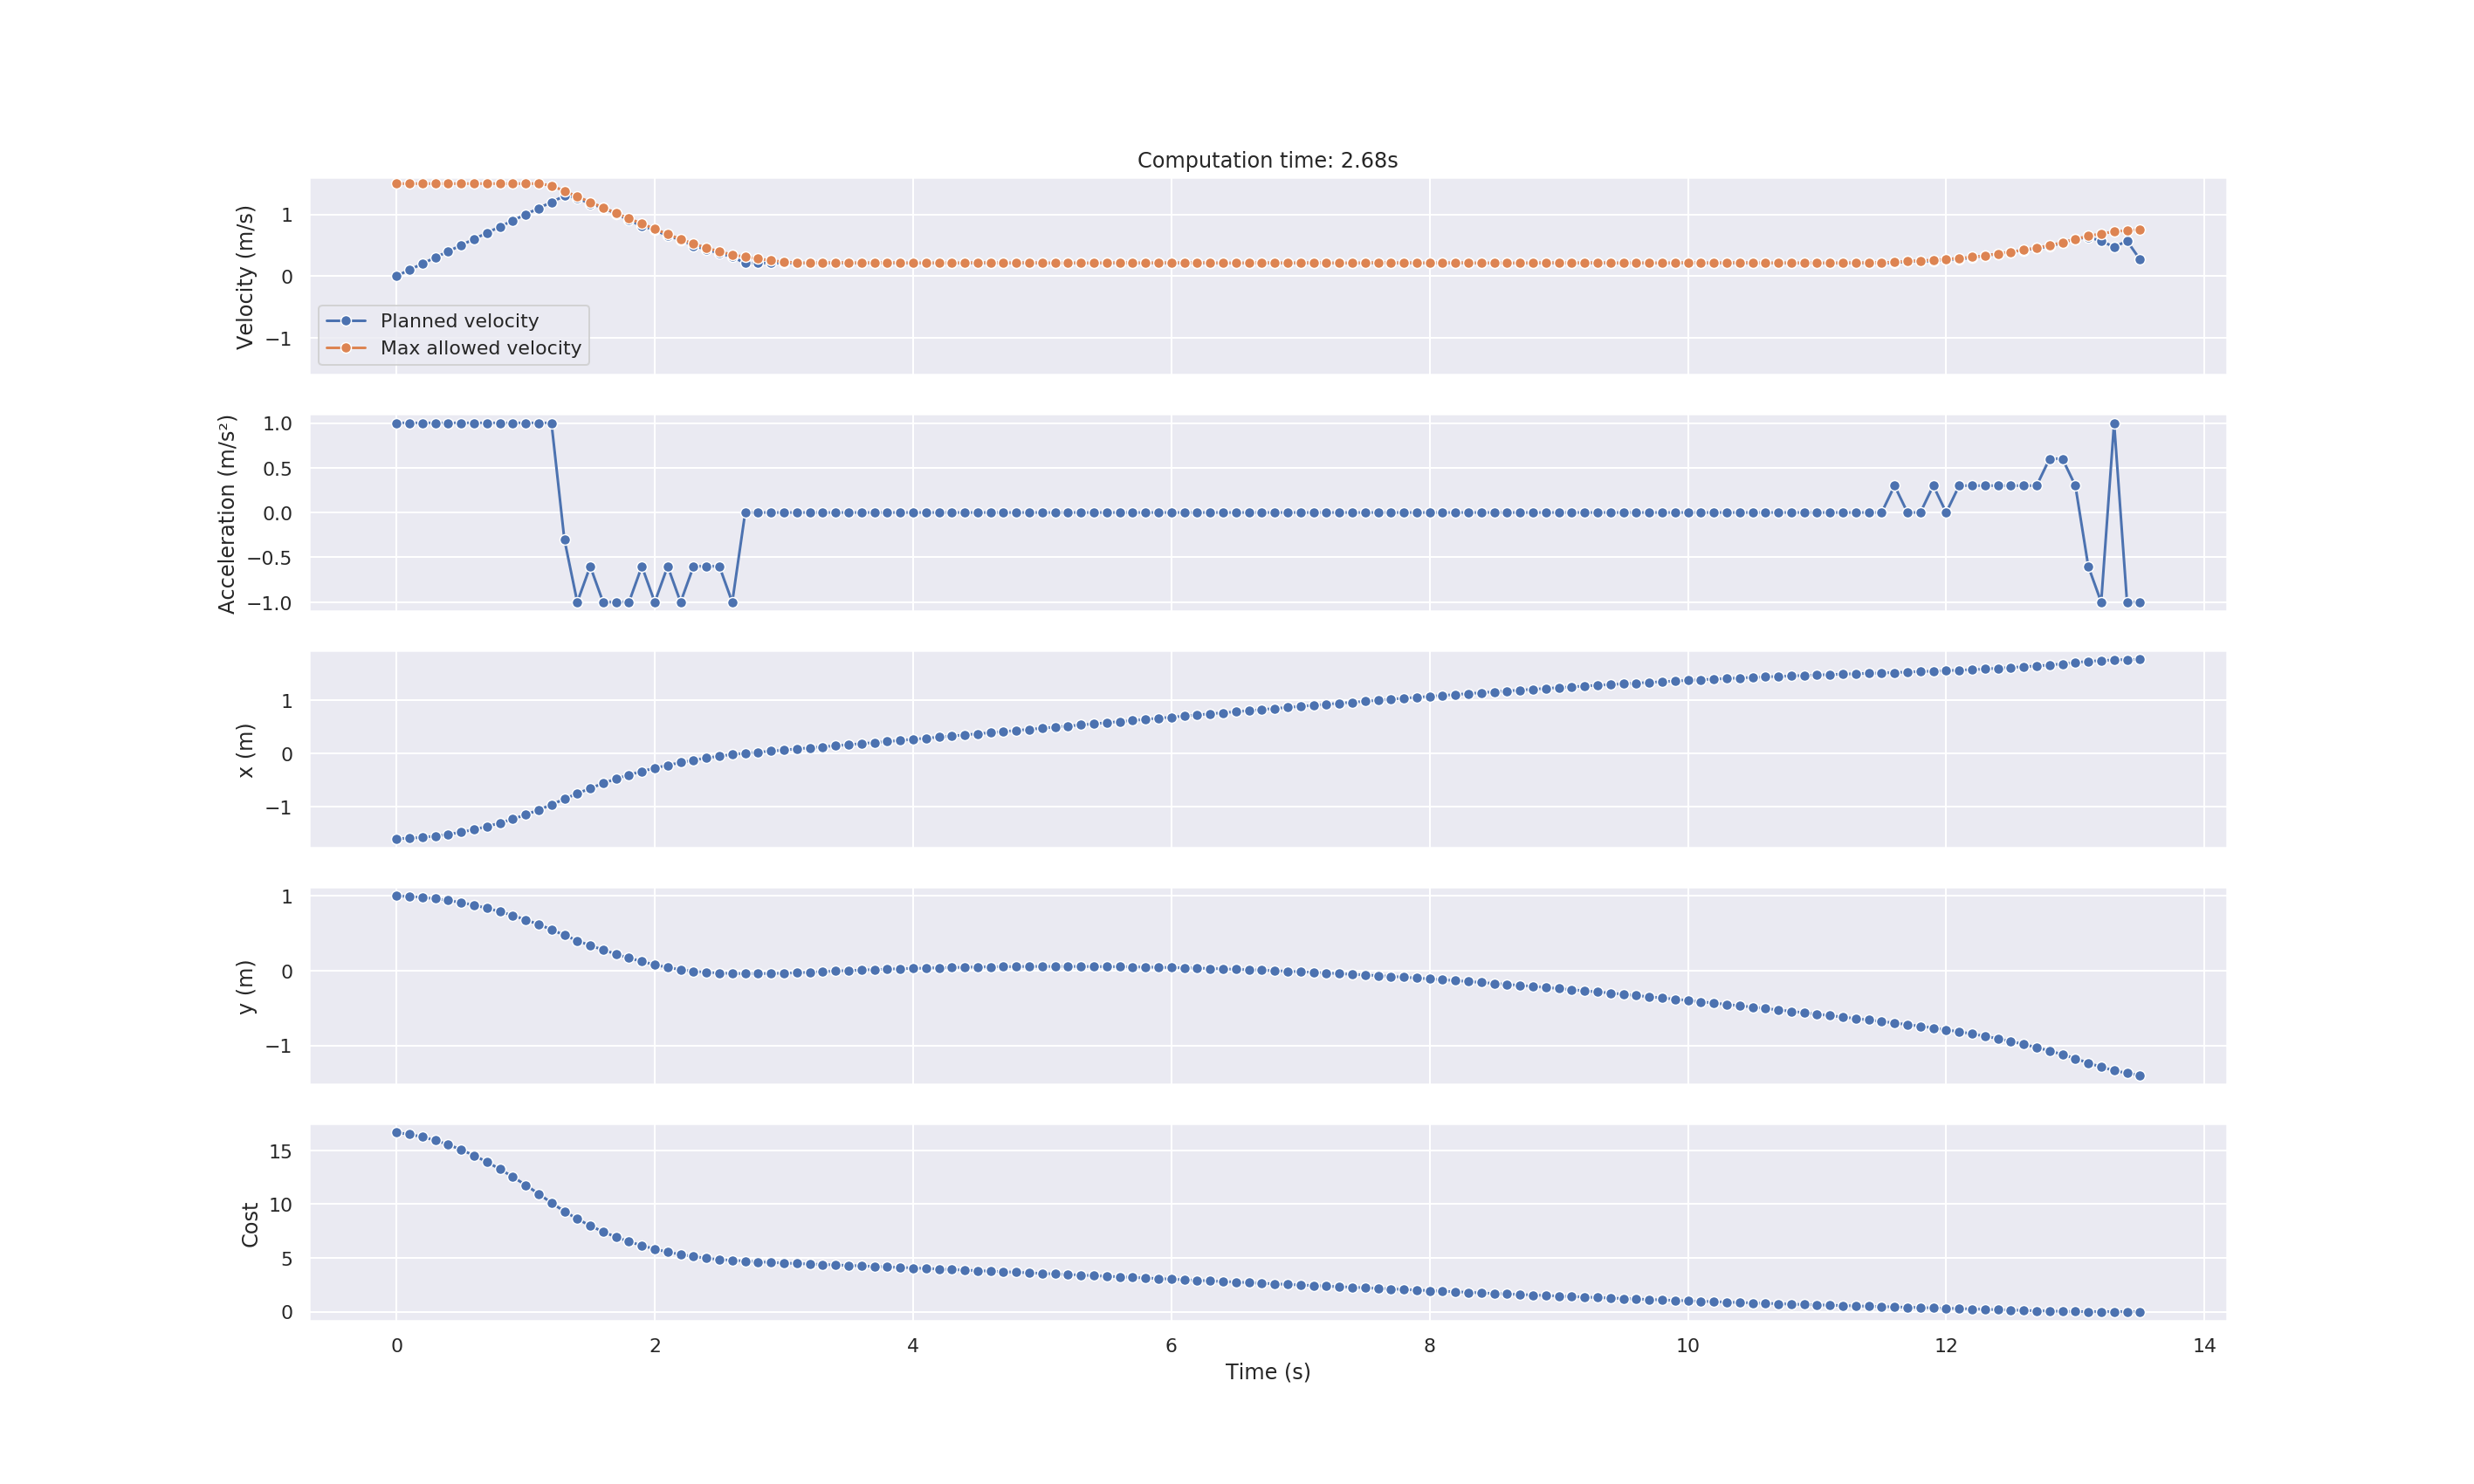 Computation time: 2.68s
Velocity (m/s)
1
0
−1
Planned velocity
Max allowed velocity
Acceleration (m/s²)
1.0
0.5
0.0
−0.5
−1.0
x (m)
1
0
−1
y (m)
1
0
−1
Cost
15
10
5
0
0 2 4 6 8 10 12 14
Time (s)